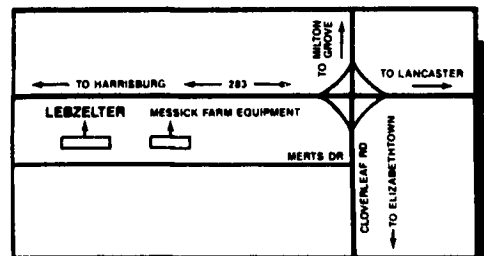 TO MILTON
GROVE
TO HARRISBURG
283
TO LANCASTER
LEBZELTER
MESSICK FARM EQUIPMENT
MERTS DR
CLOVERLEAF RD
TO ELIZABETHTOWN